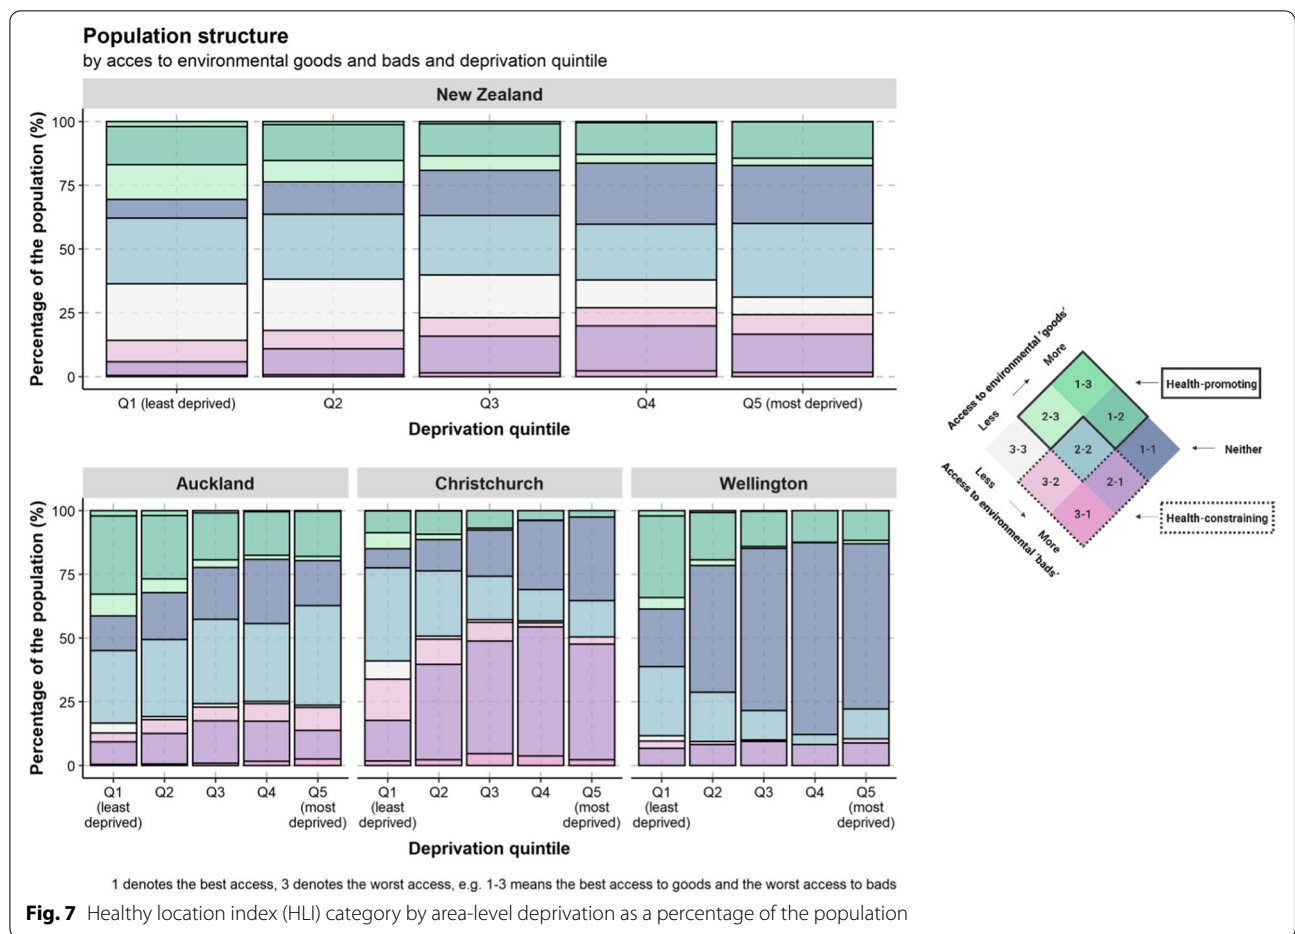 Population structure
by acces to environmental goods and bads and deprivation quintile
New Zealand
Percentage of the population (%)
100
75
50
25
0
Q1 (least deprived)
Q2
Q3
Q4
Q5 (most deprived)
Deprivation quintile
Access to environmental 'goods'
More
Less
1-3
2-3
1-2
3-3
2-2
1-1
3-2
2-1
3-1
Less
More
Access to environmental 'bads'
Health-promoting
Neither
Health-constraining
Auckland
Christchurch
Wellington
Percentage of the population (%)
100
75
50
25
0
Q1
(least
deprived)
Q2
Q3
Q4
Q5
(most
deprived)
Q1
(least
deprived)
Q2
Q3
Q4
Q5
(most
deprived)
Q1
(least
deprived)
Q2
Q3
Q4
Q5
(most
deprived)
Deprivation quintile
1 denotes the best access, 3 denotes the worst access, e.g. 1-3 means the best access to goods and the worst access to bads
Fig. 7 Healthy location index (HLI) category by area-level deprivation as a percentage of the population